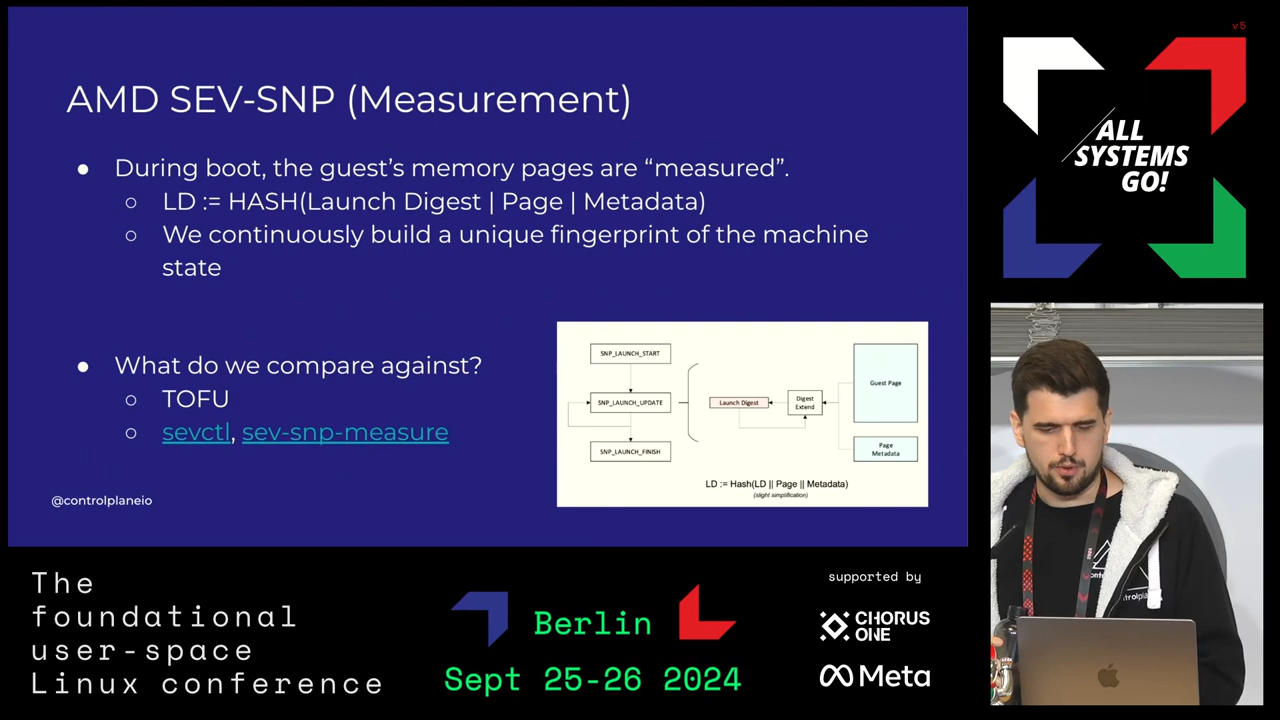 AMD SEV-SNP (Measurement)
● During boot, the guest's memory pages are “measured”.
○ LD := HASH(Launch Digest | Page | Metadata)
○ We continuously build a unique fingerprint of the machine
state
● What do we compare against?
○ TOFU
○ sevctl, sev-snp-measure
@controlplaneio
SNP_LAUNCH_START
SNP_LAUNCH_UPDATE
SNP_LAUNCH_FINISH
Launch Digest
Digest
Extend
Guest Page
Page
Metadata
LD := Hash(LD || Page || Metadata)
(slight simplification)
v5
ALL
SYSTEMS
GO!
The
foundational
user-space
Linux conference
Berlin
Sept 25-26 2024
supported by
CHORUS
ONE
Meta